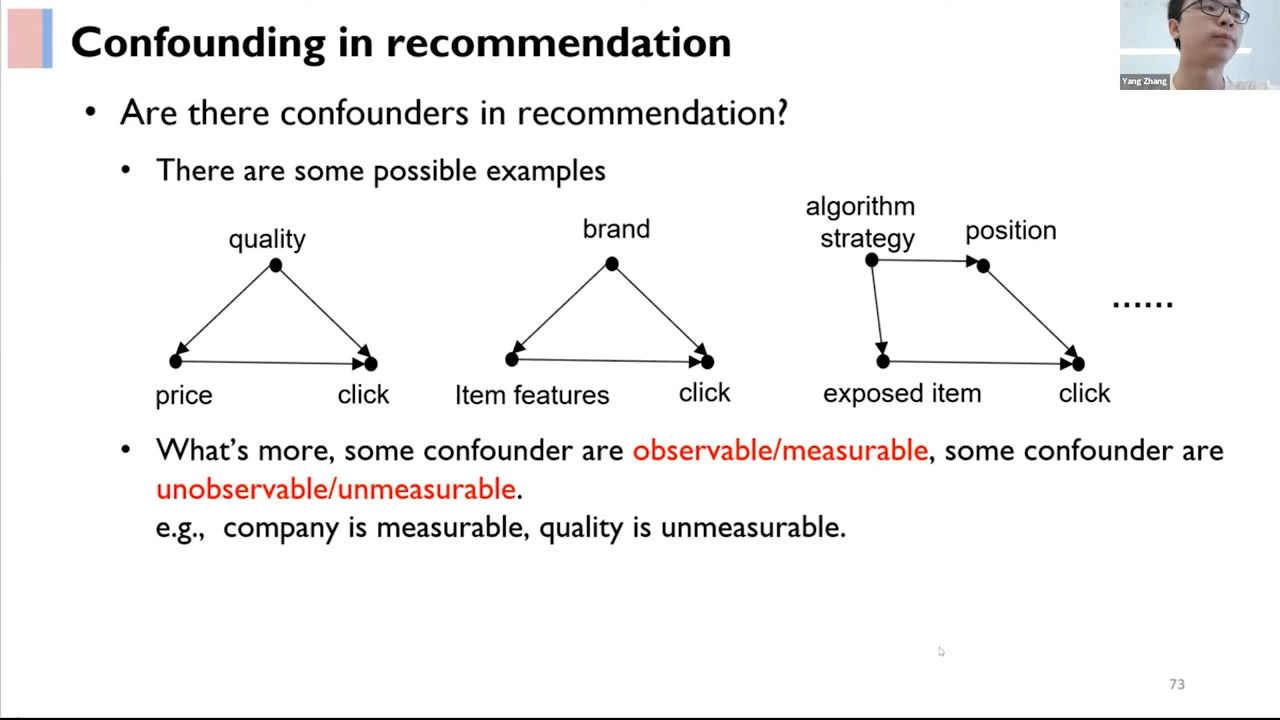 Confounding in recommendation
Yang Zhang
• Are there confounders in recommendation?
• There are some possible examples
quality
price
click
brand
Item features
click
algorithm
strategy
position
exposed item
click
......
• What's more, some confounder are observable/measurable, some confounder are
unobservable/unmeasurable.
e.g., company is measurable, quality is unmeasurable.
73